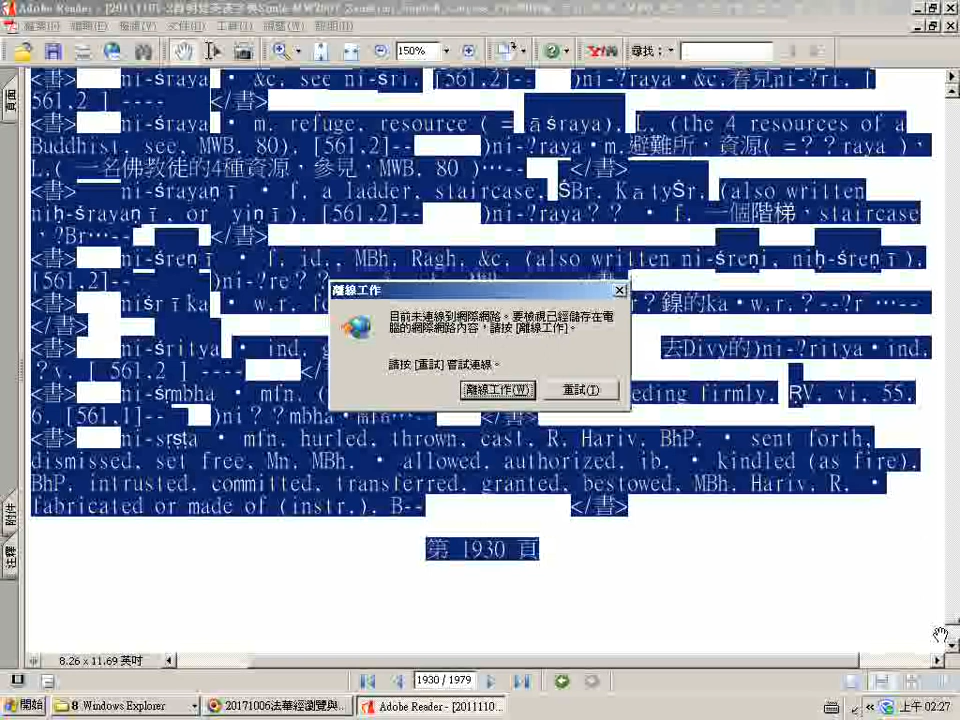 150%
尋找：
頁面
<書> ni-śraya • &c. see ni-śri. [561,2]-- )ni-?raya•&c.看見ni-?ri. [
561,2 ] ---- </書>
<書> ni-śraya • m. refuge, resource ( = āśraya), L. (the 4 resources of a
Buddhist, see, MWB. 80). [561,2]-- )ni-?raya•m.避難所，資源( =？？raya )，
L.( 一名佛教徒的4種資源，參見，MWB. 80 )…-- </書>
<書> ni-śrayaṇī • f. a ladder, staircase, ŚBr. KātyŚr. (also written
niḥ-śrayaṇī, or yiṇī). [561,2]-- )ni-?raya？？ • f. 一個階梯，staircase
，?Br…-- </書>
<書> ni-śreṇī • f. id., MBh. Ragh. &c. (also written ni-śreṇi, niḥ-śreṇī).
[561,2]-- )ni-?re？？
<書> niśrīka • w.r. f ？鎳的ka•w.r.？--?r …--
</書>
<書> ni-śritya • ind. 去Divy的)ni-?ritya•ind.
?v. [ 561,2 ] ---- </書>
<書> ni-śṛmbha • mfn. eding firmly, RV. vi, 55,
6. [561,1]-- )ni？？mbha•mfn. </書>
<書> ni-sṛsta • mfn. hurled, thrown, cast, R. Hariv. BhP. • sent forth,
dismissed, set free, Mn. MBh. • allowed, authorized, ib. • kindled (as fire),
BhP. intrusted, committed, transferred, granted, bestowed, MBh. Hariv. R. •
fabricated or made of (instr.), B-- </書>
第 1930 頁
離線工作
目前未連線到網際網路。要檢視已經儲存在電
腦的網際網路內容，請按 [離線工作]。
請按 [重試] 嘗試連線。
離線工作(W) 重試(T)
附件
注釋
8.26 x 11.69 英吋
1930 / 1979
開始 8 Windows Explorer 20171006法華經瀏覽與... Adobe Reader - [2011110... 上午 02:27